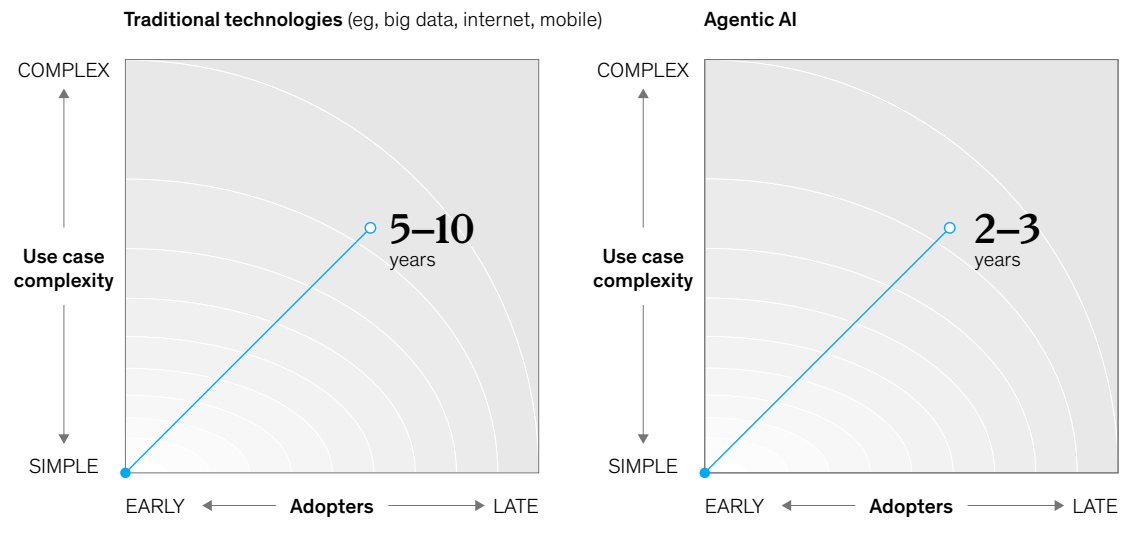 Traditional technologies (eg, big data, internet, mobile)
COMPLEX
Use case
complexity
SIMPLE
5–10
years
EARLY Adopters LATE
Agentic AI
COMPLEX
Use case
complexity
SIMPLE
2–3
years
EARLY Adopters LATE